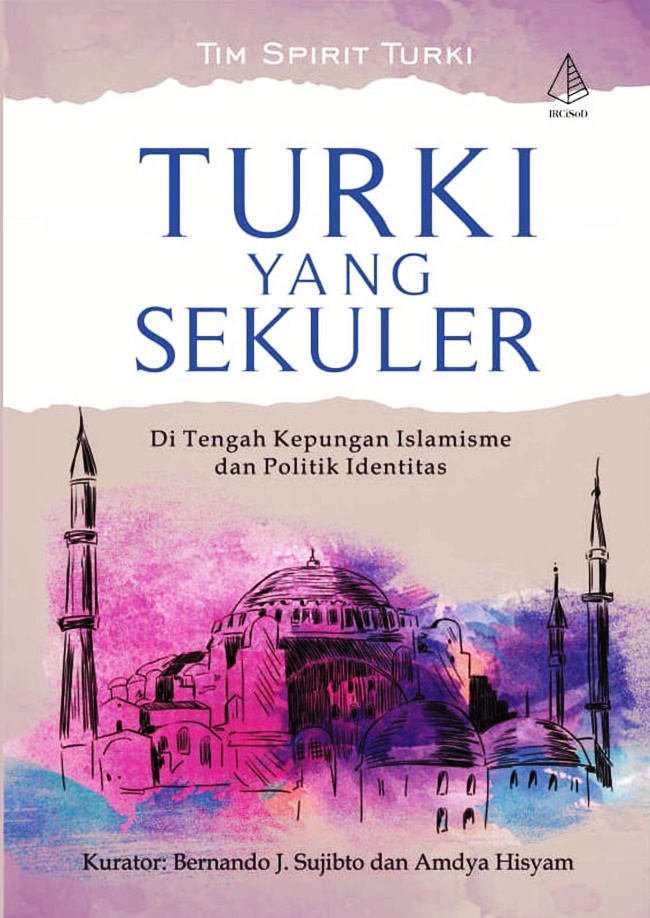 TIM SPIRIT TURKI
IRCiSoD
TURKI
YANG
SEKULER
Di Tengah Kepungan Islamisme
dan Politik Identitas
Kurator: Bernando J. Sujibto dan Amdya Hisyam